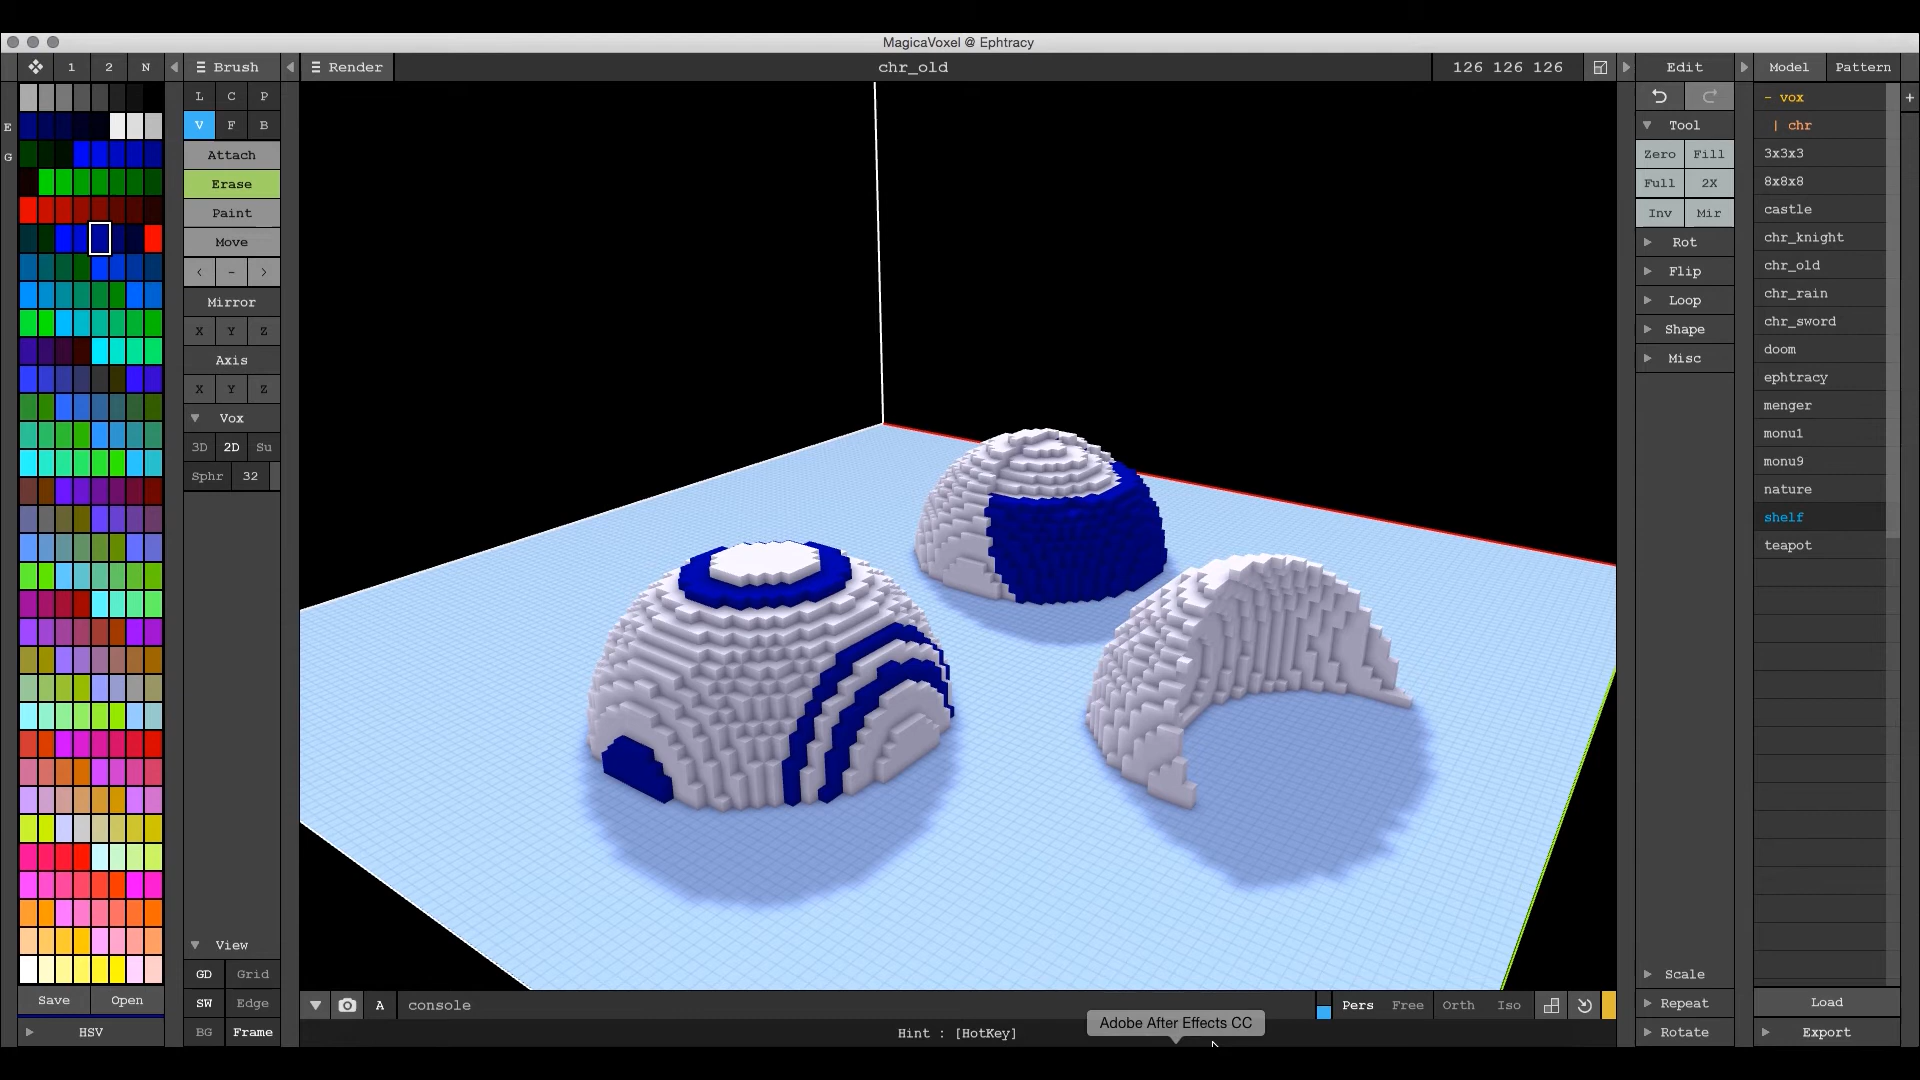 MagicaVoxel @ Ephtracy
1 2 N
Brush
Render
chr_old
126 126 126
Edit
Model Pattern
E
G
L C P
V F B
Attach
Erase
Paint
Move
< - >
Mirror
X Y Z
Axis
X Y Z
Vox
3D 2D Su
Sphr 32
View
GD Grid
SW Edge
BG Frame
Save Open
HSV
A console
Pers Free Orth Iso
Hint : [HotKey]
Adobe After Effects CC
Tool
Zero Fill
Full 2X
Inv Mir
Rot
Flip
Loop
Shape
Misc
Scale
Repeat
Rotate
- vox +
| chr
3x3x3
8x8x8
castle
chr_knight
chr_old
chr_rain
chr_sword
doom
ephtracy
menger
monu1
monu9
nature
shelf
teapot
Load
Export